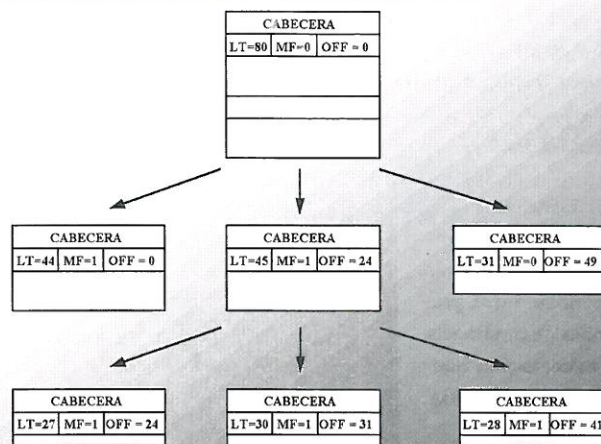 CABECERA
LT=80 MF=0 OFF = 0
CABECERA
LT=44 MF=1 OFF = 0
CABECERA
LT=45 MF=1 OFF = 24
CABECERA
LT=31 MF=0 OFF = 49
CABECERA
LT=27 MF=1 OFF = 24
CABECERA
LT=30 MF=1 OFF = 31
CABECERA
LT=28 MF=1 OFF = 41